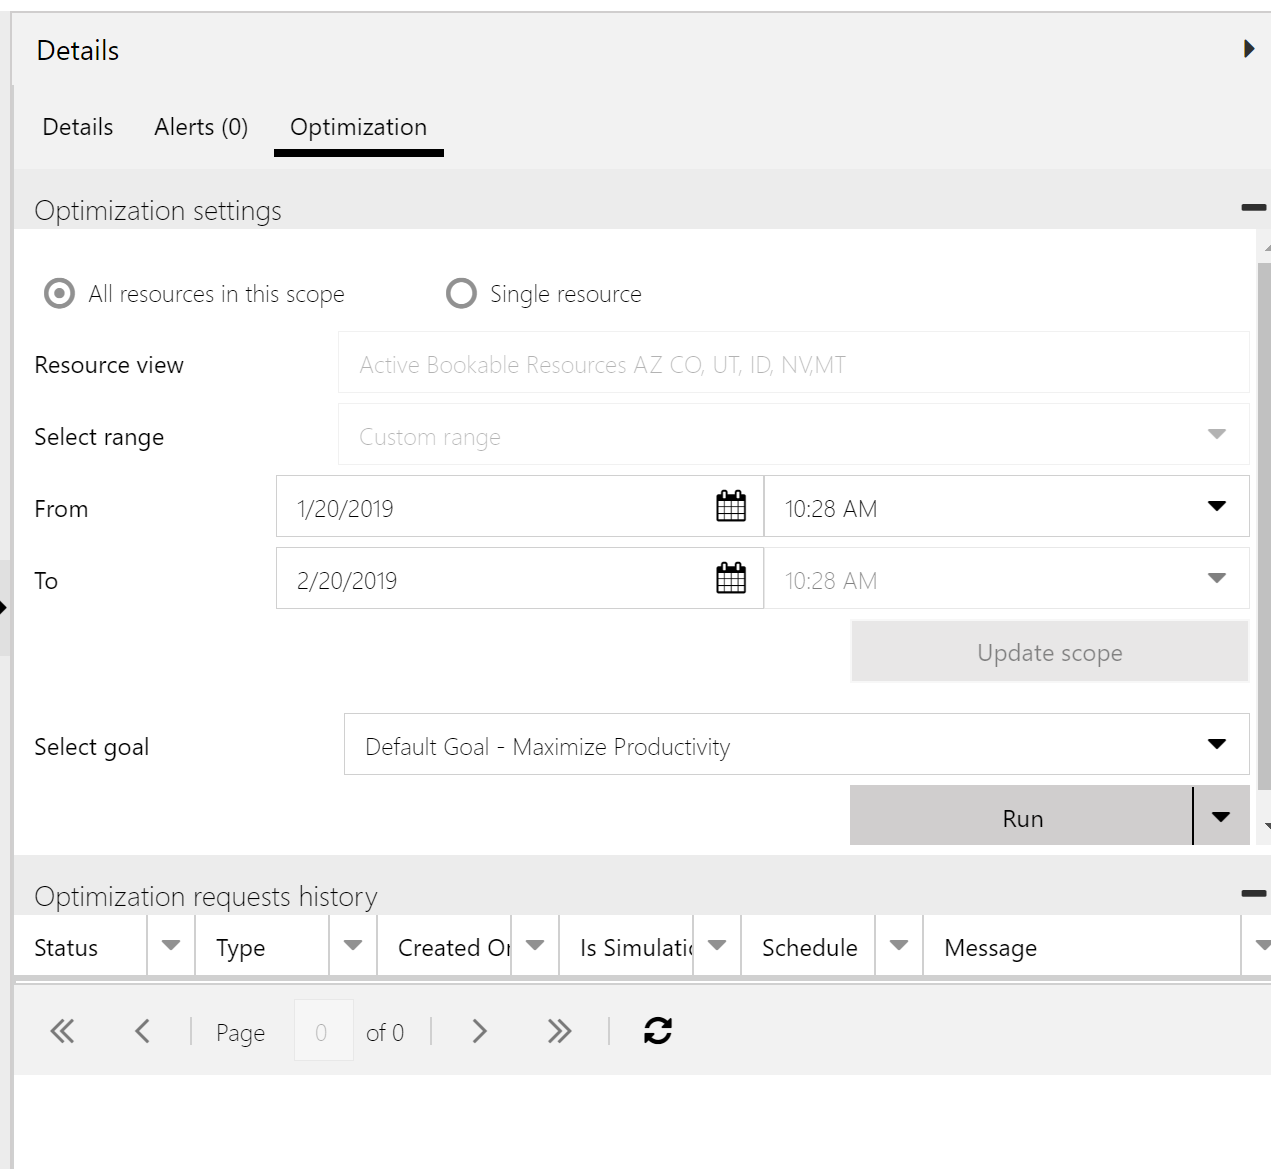 Details
Details Alerts (0) Optimization
Optimization settings
All resources in this scope Single resource
Resource view Active Bookable Resources AZ CO, UT, ID, NV,MT
Select range Custom range
From 1/20/2019 10:28 AM
To 2/20/2019 10:28 AM
Update scope
Select goal Default Goal - Maximize Productivity
Run
Optimization requests history
Status Type Created Or Is Simulatic Schedule Message
Page 0 of 0